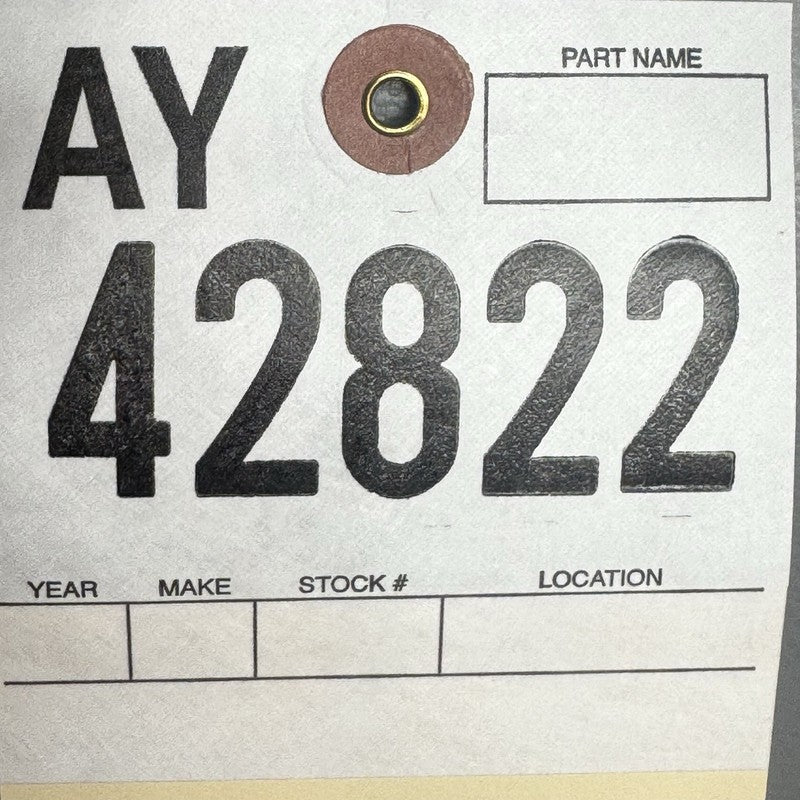 AY
PART NAME
42822
YEAR MAKE STOCK # LOCATION